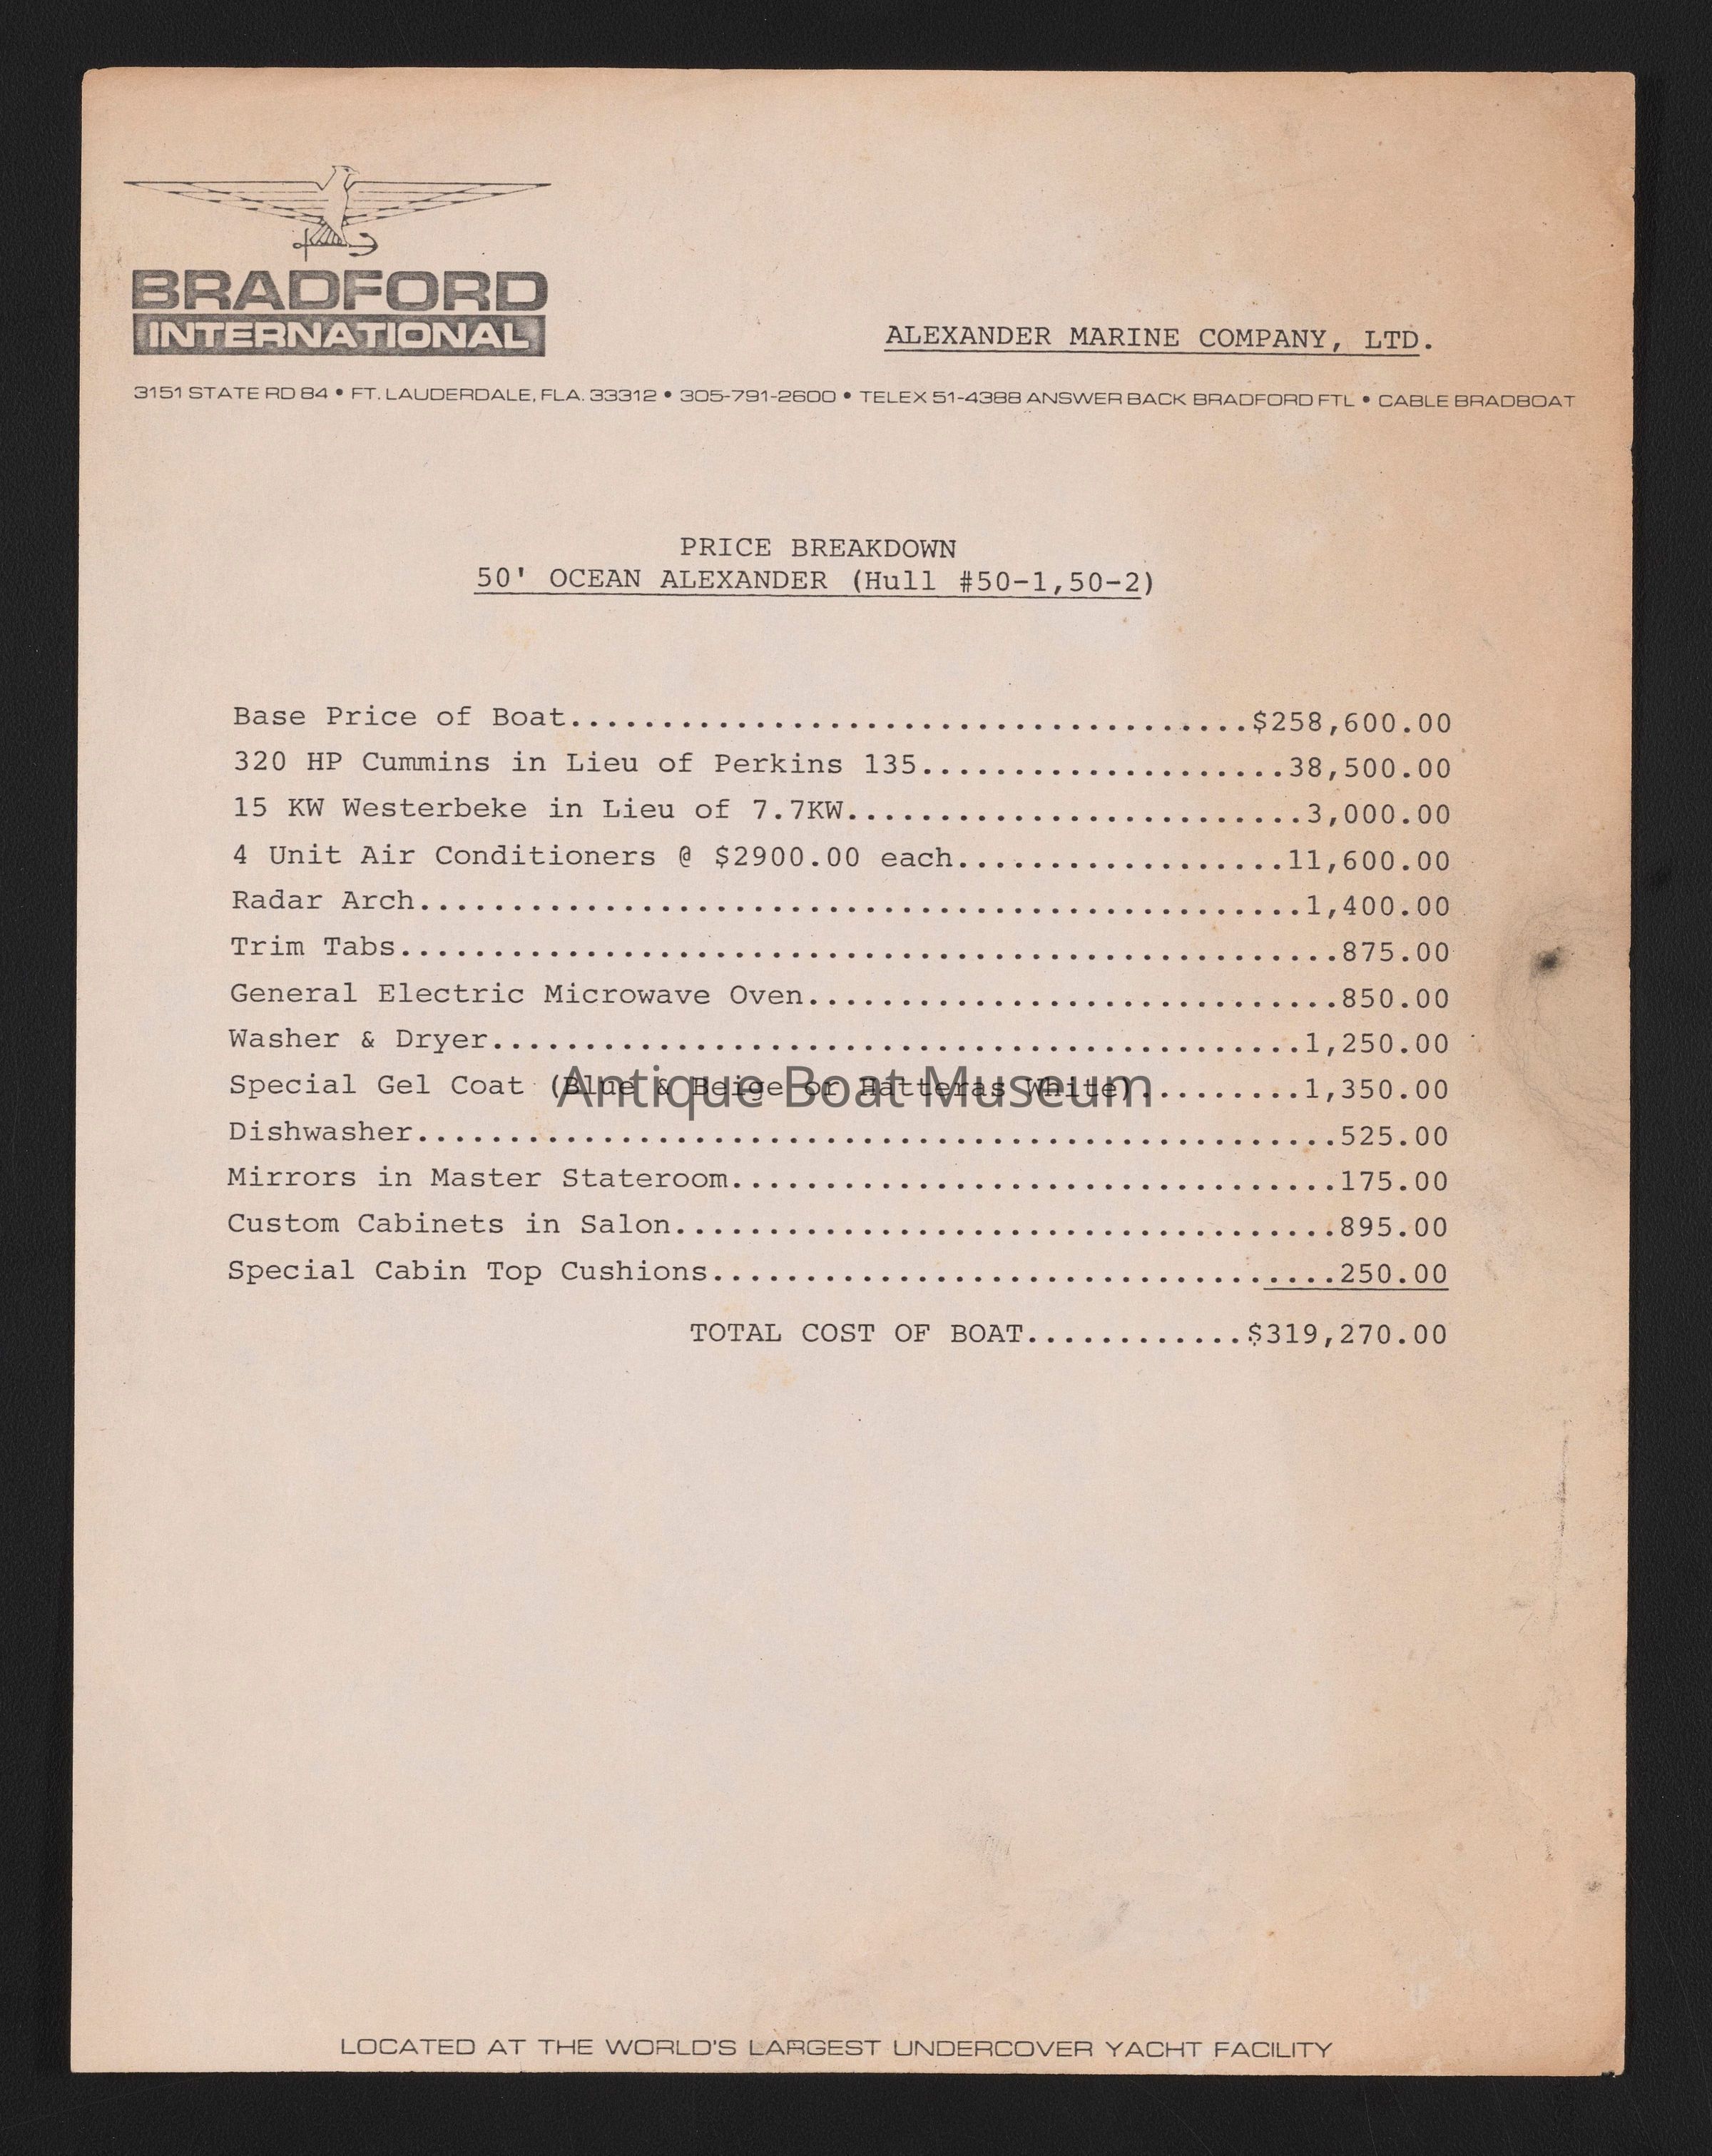 BRADFORD
INTERNATIONAL
ALEXANDER MARINE COMPANY, LTD.
3151 STATE RD 84 • FT. LAUDERDALE, FLA. 33312 • 305-791-2600 • TELEX 51-4388 ANSWER BACK BRADFORD FTL • CABLE BRADBOAT
PRICE BREAKDOWN
50' OCEAN ALEXANDER (Hull #50-1,50-2)
Base Price of Boat.....................................$258,600.00
320 HP Cummins in Lieu of Perkins 135....................38,500.00
15 KW Westerbeke in Lieu of 7.7KW.........................3,000.00
4 Unit Air Conditioners @ $2900.00 each..................11,600.00
Radar Arch................................................1,400.00
Trim Tabs...................................................875.00
General Electric Microwave Oven.............................850.00
Washer & Dryer............................................1,250.00
Special Gel Coat (Blue & Beige or Hatteras White).........1,350.00
Antique Boat Museum
Dishwasher..................................................525.00
Mirrors in Master Stateroom.................................175.00
Custom Cabinets in Salon....................................895.00
Special Cabin Top Cushions..................................250.00
TOTAL COST OF BOAT............$319,270.00
LOCATED AT THE WORLD'S LARGEST UNDERCOVER YACHT FACILITY